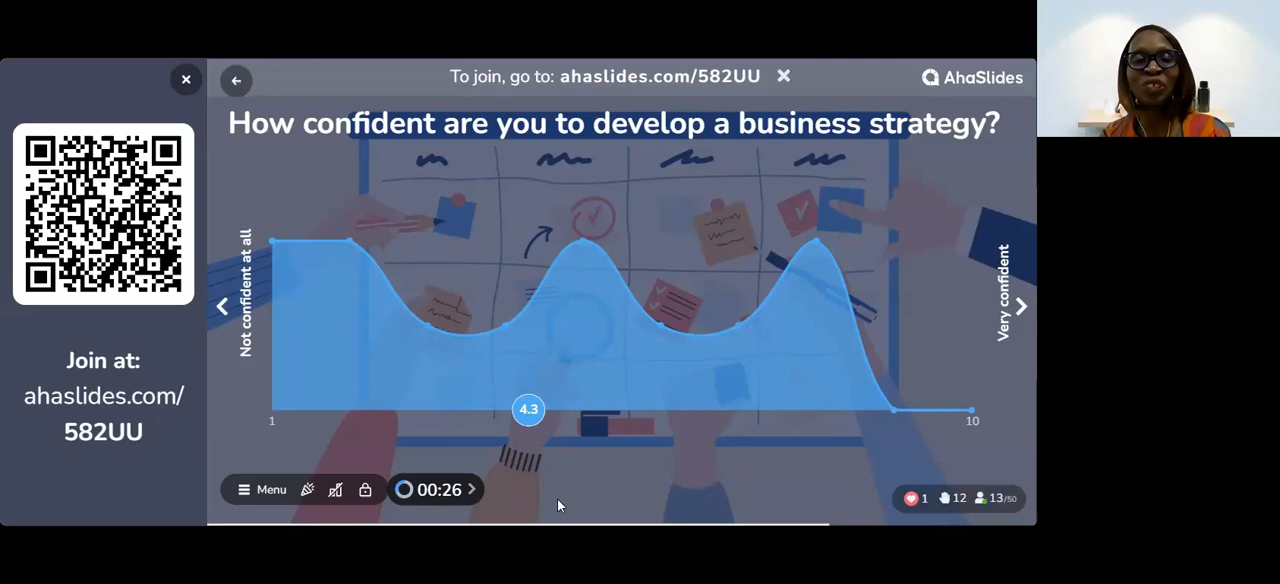 To join, go to: ahaslides.com/582UU
AhaSlides
How confident are you to develop a business strategy?
Not confident at all
Very confident
4.3
1
10
Join at:
ahaslides.com/
582UU
Menu
00:26
1
12
13/50